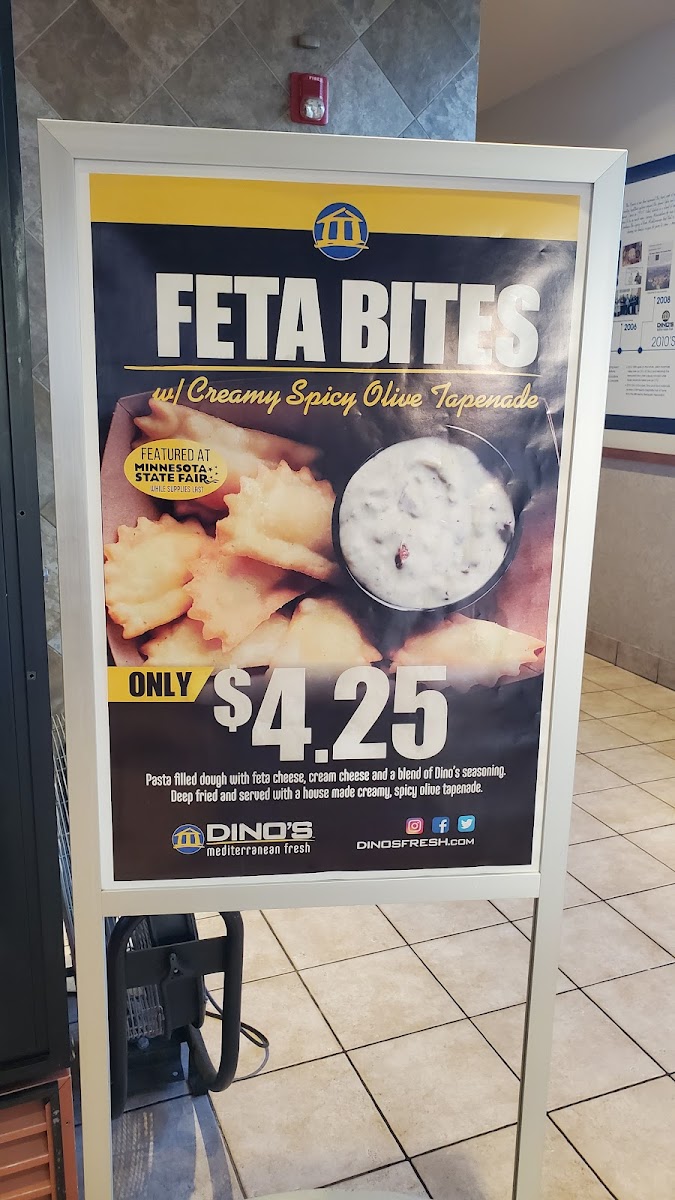 FIRE
FETA BITES
w/ Creamy Spicy Olive Tapenade
FEATURED AT
MINNESOTA
STATE FAIR
WHILE SUPPLIES LAST
ONLY $4.25
Pasta filled dough with feta cheese, cream cheese and a blend of Dino's seasoning.
Deep fried and served with a house made creamy, spicy olive tapenade.
DINO'S
mediterranean fresh
DINOSFRESH.COM
2006
2008
DINO'S
2010'S